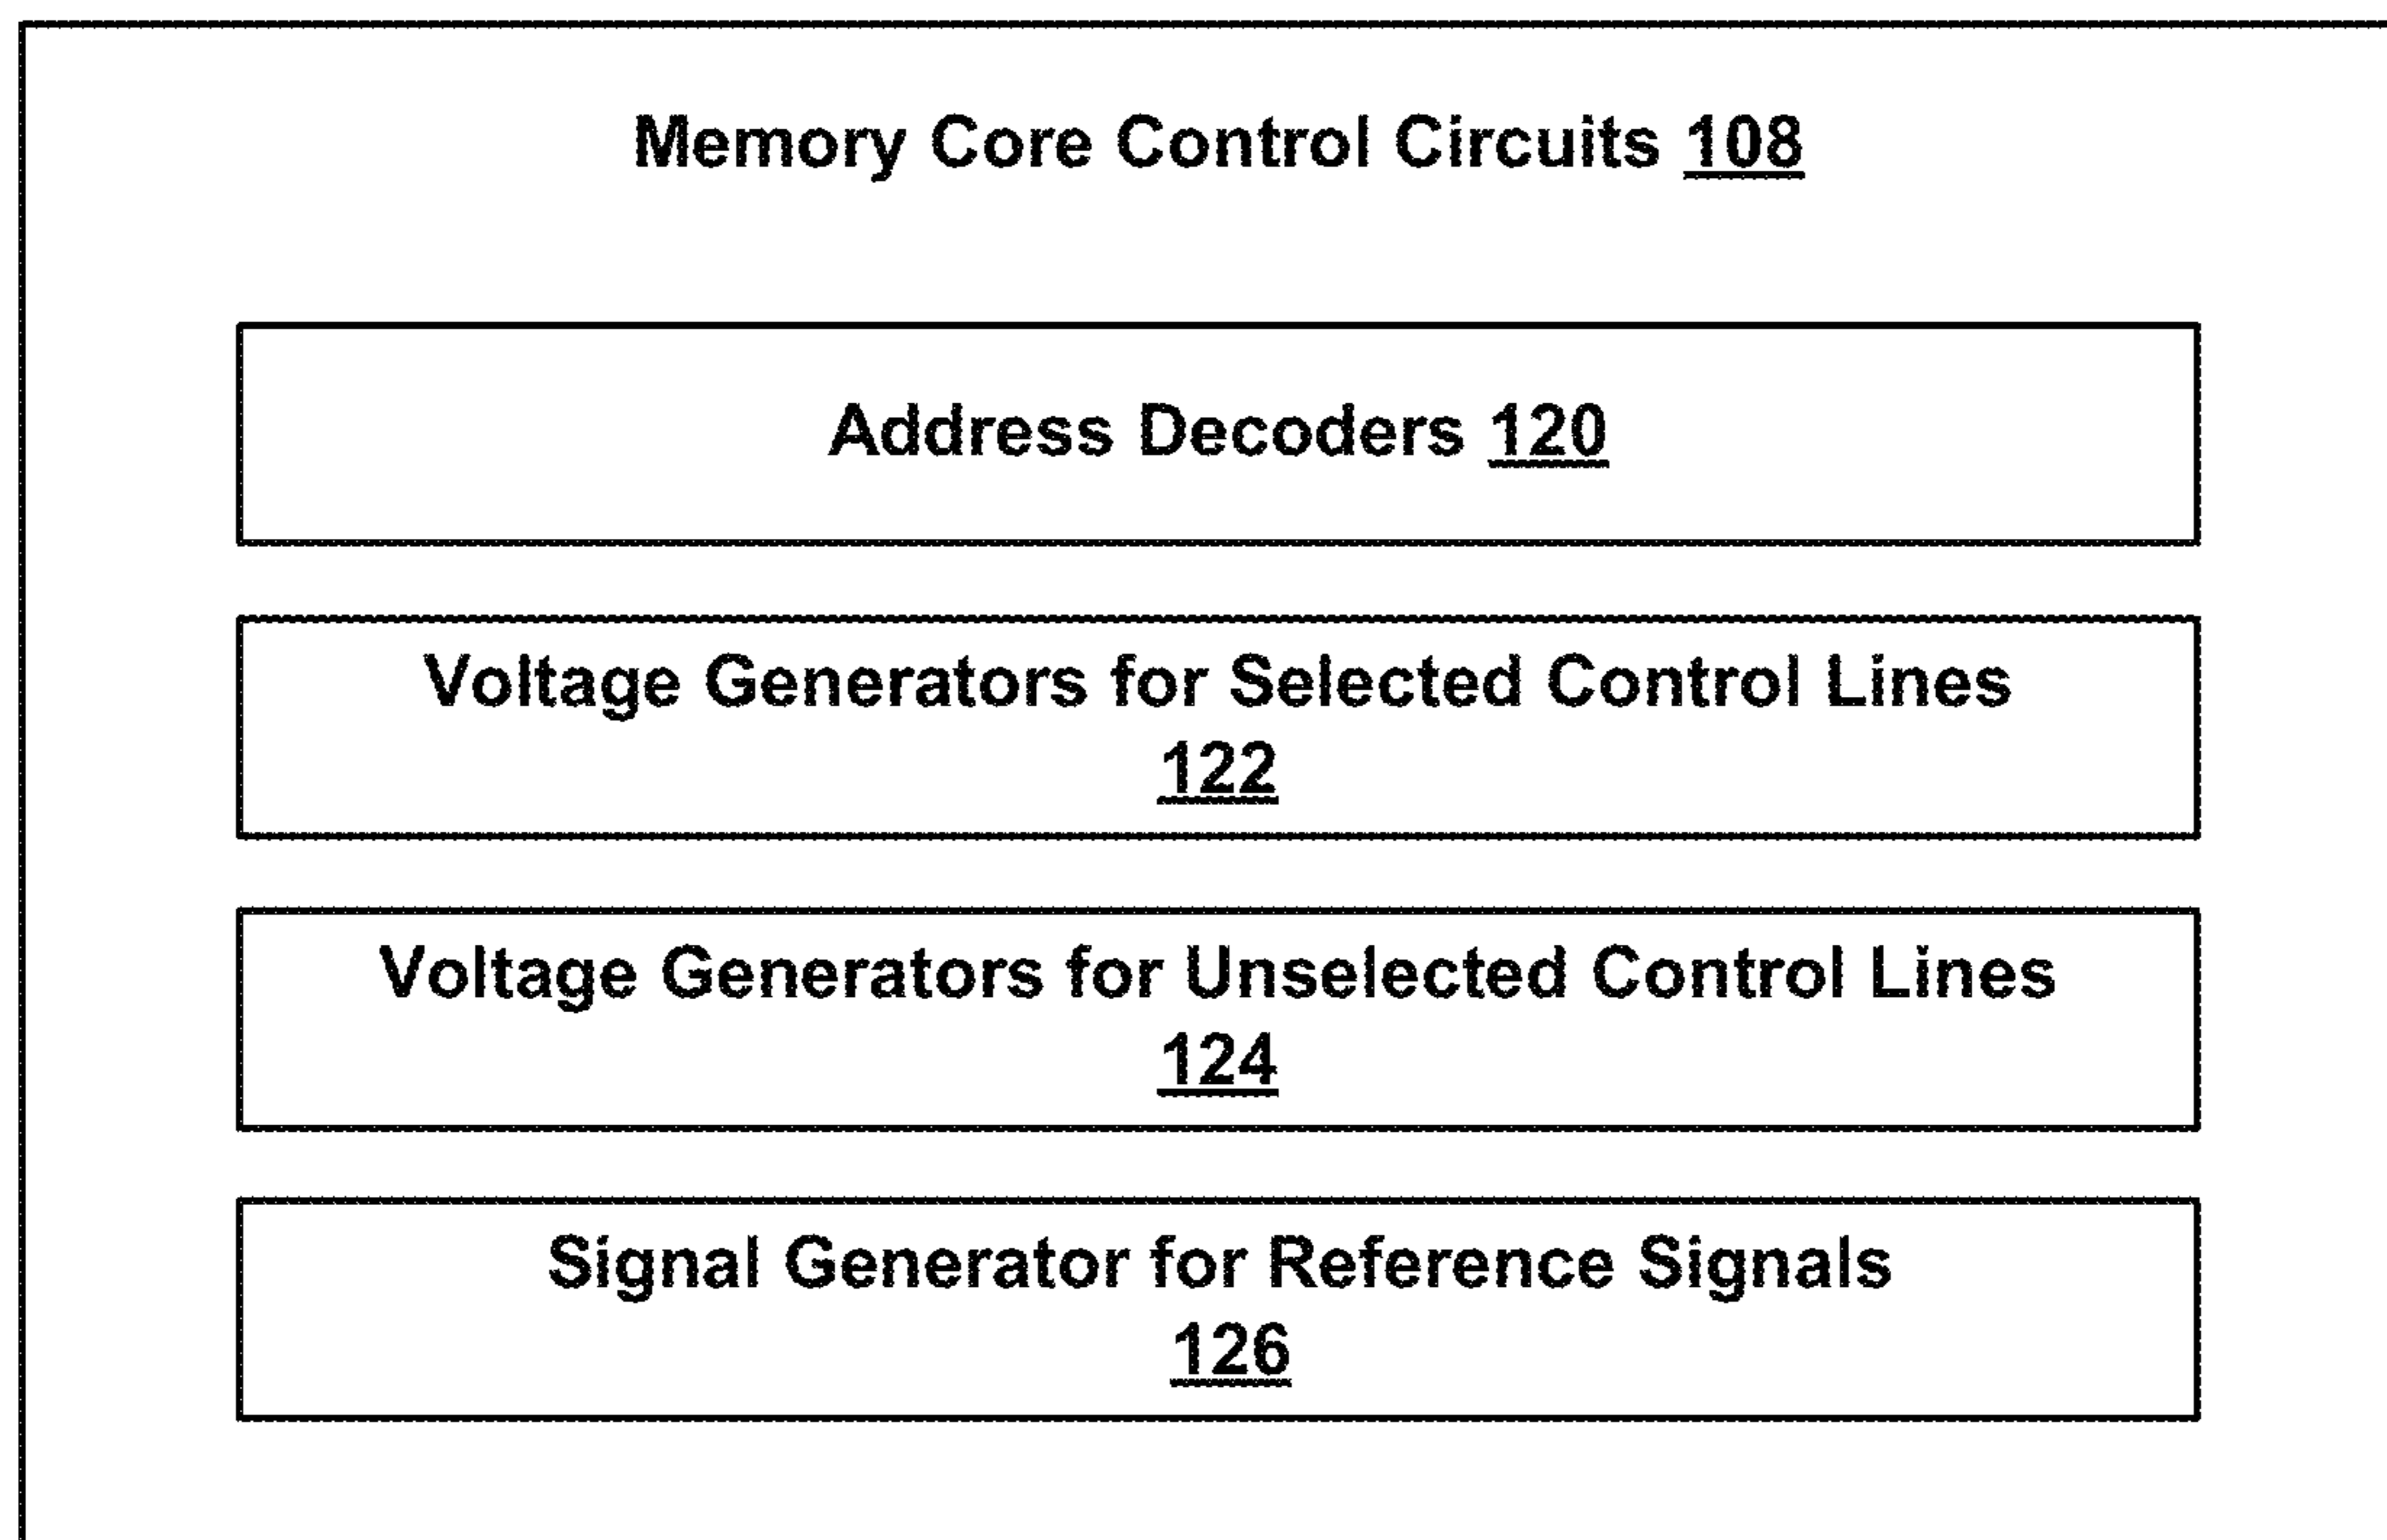 Memory Core Control Circuits 108
Address Decoders 120
Voltage Generators for Selected Control Lines
122
Voltage Generators for Unselected Control Lines
124
Signal Generator for Reference Signals
126